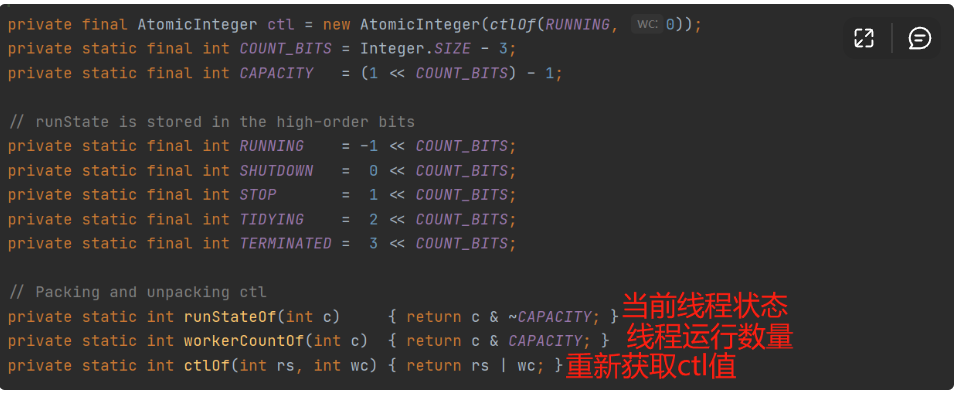 private final AtomicInteger ctl = new AtomicInteger(ctlOf(RUNNING, wc: 0));
private static final int COUNT_BITS = Integer.SIZE - 3;
private static final int CAPACITY = (1 << COUNT_BITS) - 1;
// runState is stored in the high-order bits
private static final int RUNNING = -1 << COUNT_BITS;
private static final int SHUTDOWN = 0 << COUNT_BITS;
private static final int STOP = 1 << COUNT_BITS;
private static final int TIDYING = 2 << COUNT_BITS;
private static final int TERMINATED = 3 << COUNT_BITS;
// Packing and unpacking ctl
private static int runStateOf(int c) { return c & ~CAPACITY; } 当前线程状态
private static int workerCountOf(int c) { return c & CAPACITY; } 线程运行数量
private static int ctlOf(int rs, int wc) { return rs | wc; } 重新获取ctl值